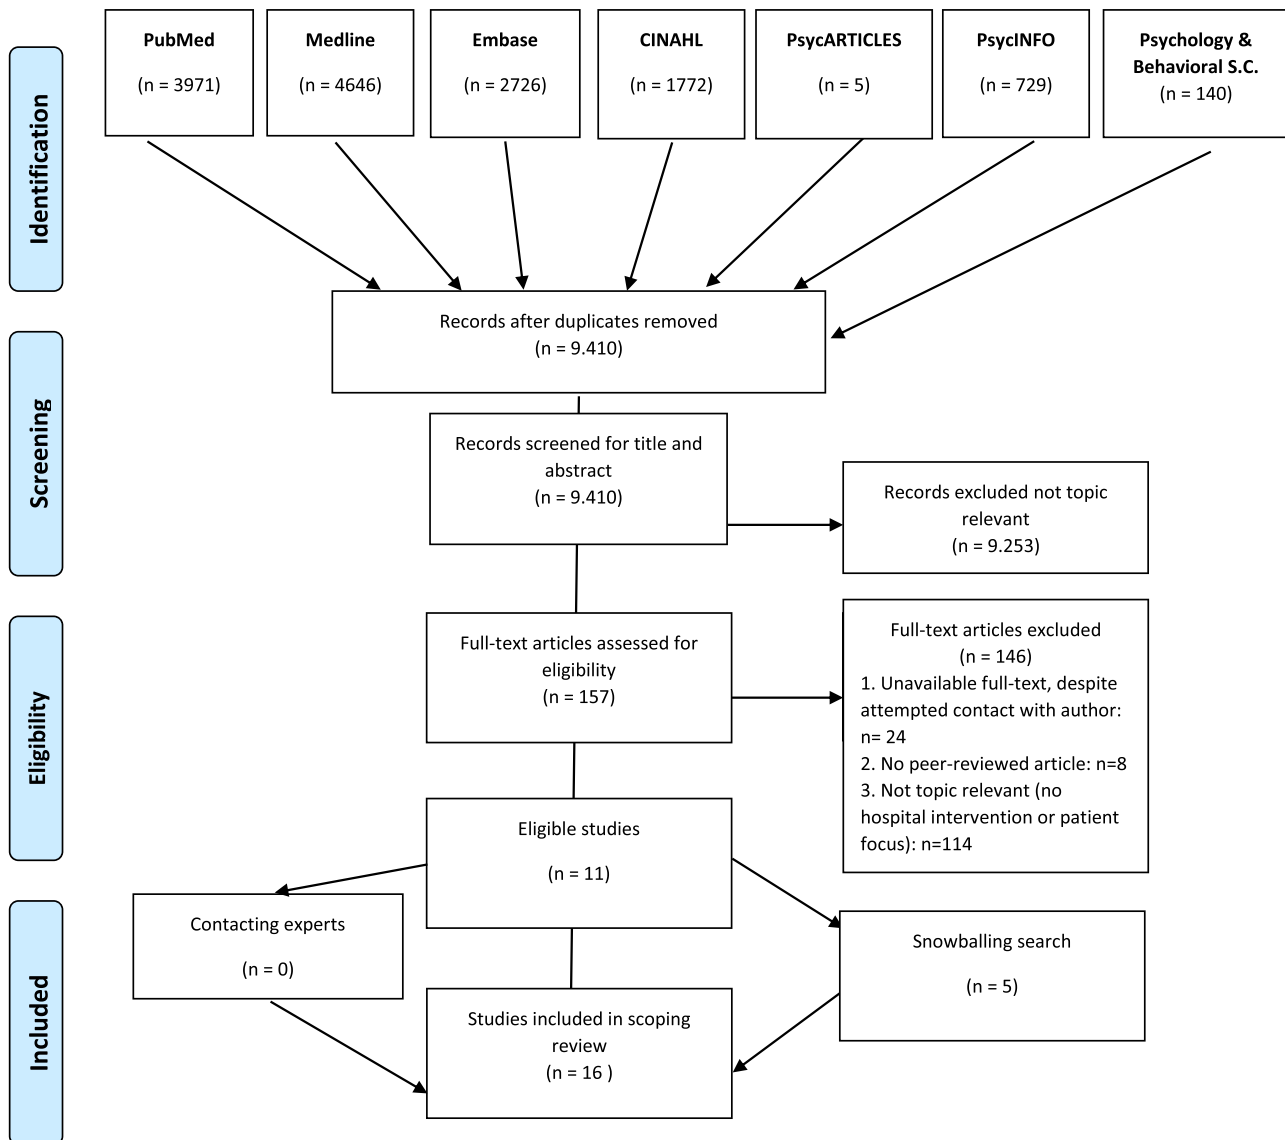 PubMed
(n = 3971)
Medline
(n = 4646)
Embase
(n = 2726)
CINAHL
(n = 1772)
PsycARTICLES
(n = 5)
PsycINFO
(n = 729)
Psychology &
Behavioral S.C.
(n = 140)
Identification
Records after duplicates removed
(n = 9.410)
Screening
Records screened for title and
abstract
(n = 9.410)
Records excluded not topic
relevant
(n = 9.253)
Eligibility
Full-text articles assessed for
eligibility
(n = 157)
Full-text articles excluded
(n = 146)
1. Unavailable full-text, despite
attempted contact with author:
n= 24
2. No peer-reviewed article: n=8
3. Not topic relevant (no
hospital intervention or patient
focus): n=114
Eligible studies
(n = 11)
Included
Contacting experts
(n = 0)
Snowballing search
(n = 5)
Studies included in scoping
review
(n = 16 )